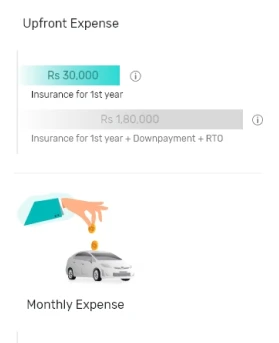 Upfront Expense
Rs 30,000
Insurance for 1st year
Rs 1,80,000
Insurance for 1st year + Downpayment + RTO
Monthly Expense